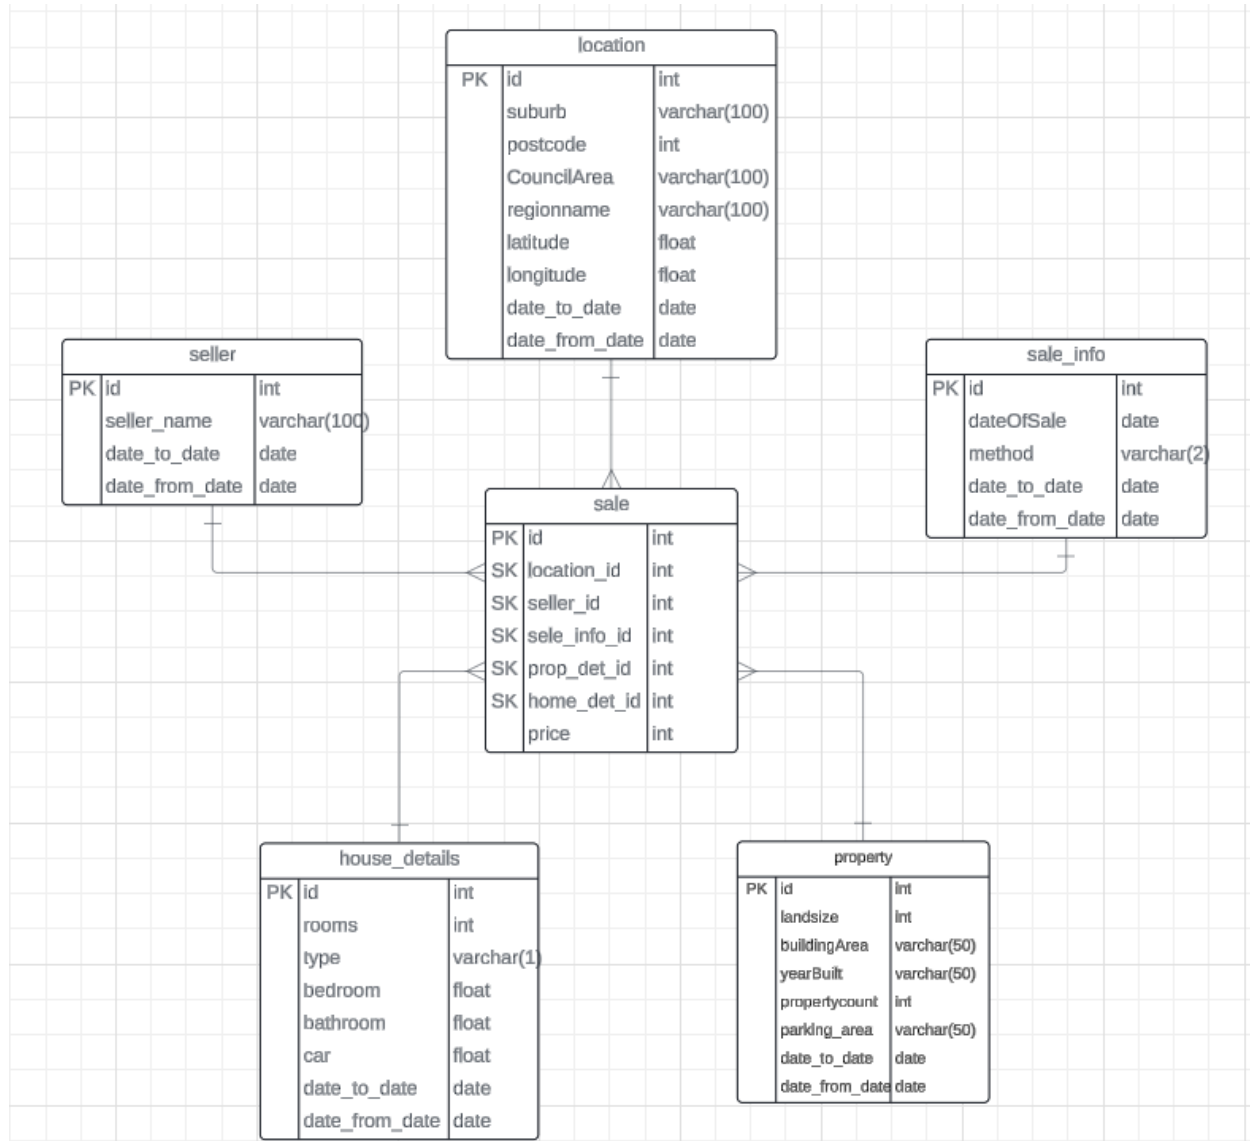 location
PK id int
suburb varchar(100)
postcode int
CouncilArea varchar(100)
regionname varchar(100)
latitude float
longitude float
date_to_date date
date_from_date date
seller
PK id int
seller_name varchar(100)
date_to_date date
date_from_date date
sale_info
PK id int
dateOfSale date
method varchar(2)
date_to_date date
date_from_date date
sale
PK id int
SK location_id int
SK seller_id int
SK sele_info_id int
SK prop_det_id int
SK home_det_id int
price int
house_details
PK id int
rooms int
type varchar(1)
bedroom float
bathroom float
car float
date_to_date date
date_from_date date
property
PK id int
landsize int
buildingArea varchar(50)
yearBuilt varchar(50)
propertycount int
parking_area varchar(50)
date_to_date date
date_from_date date